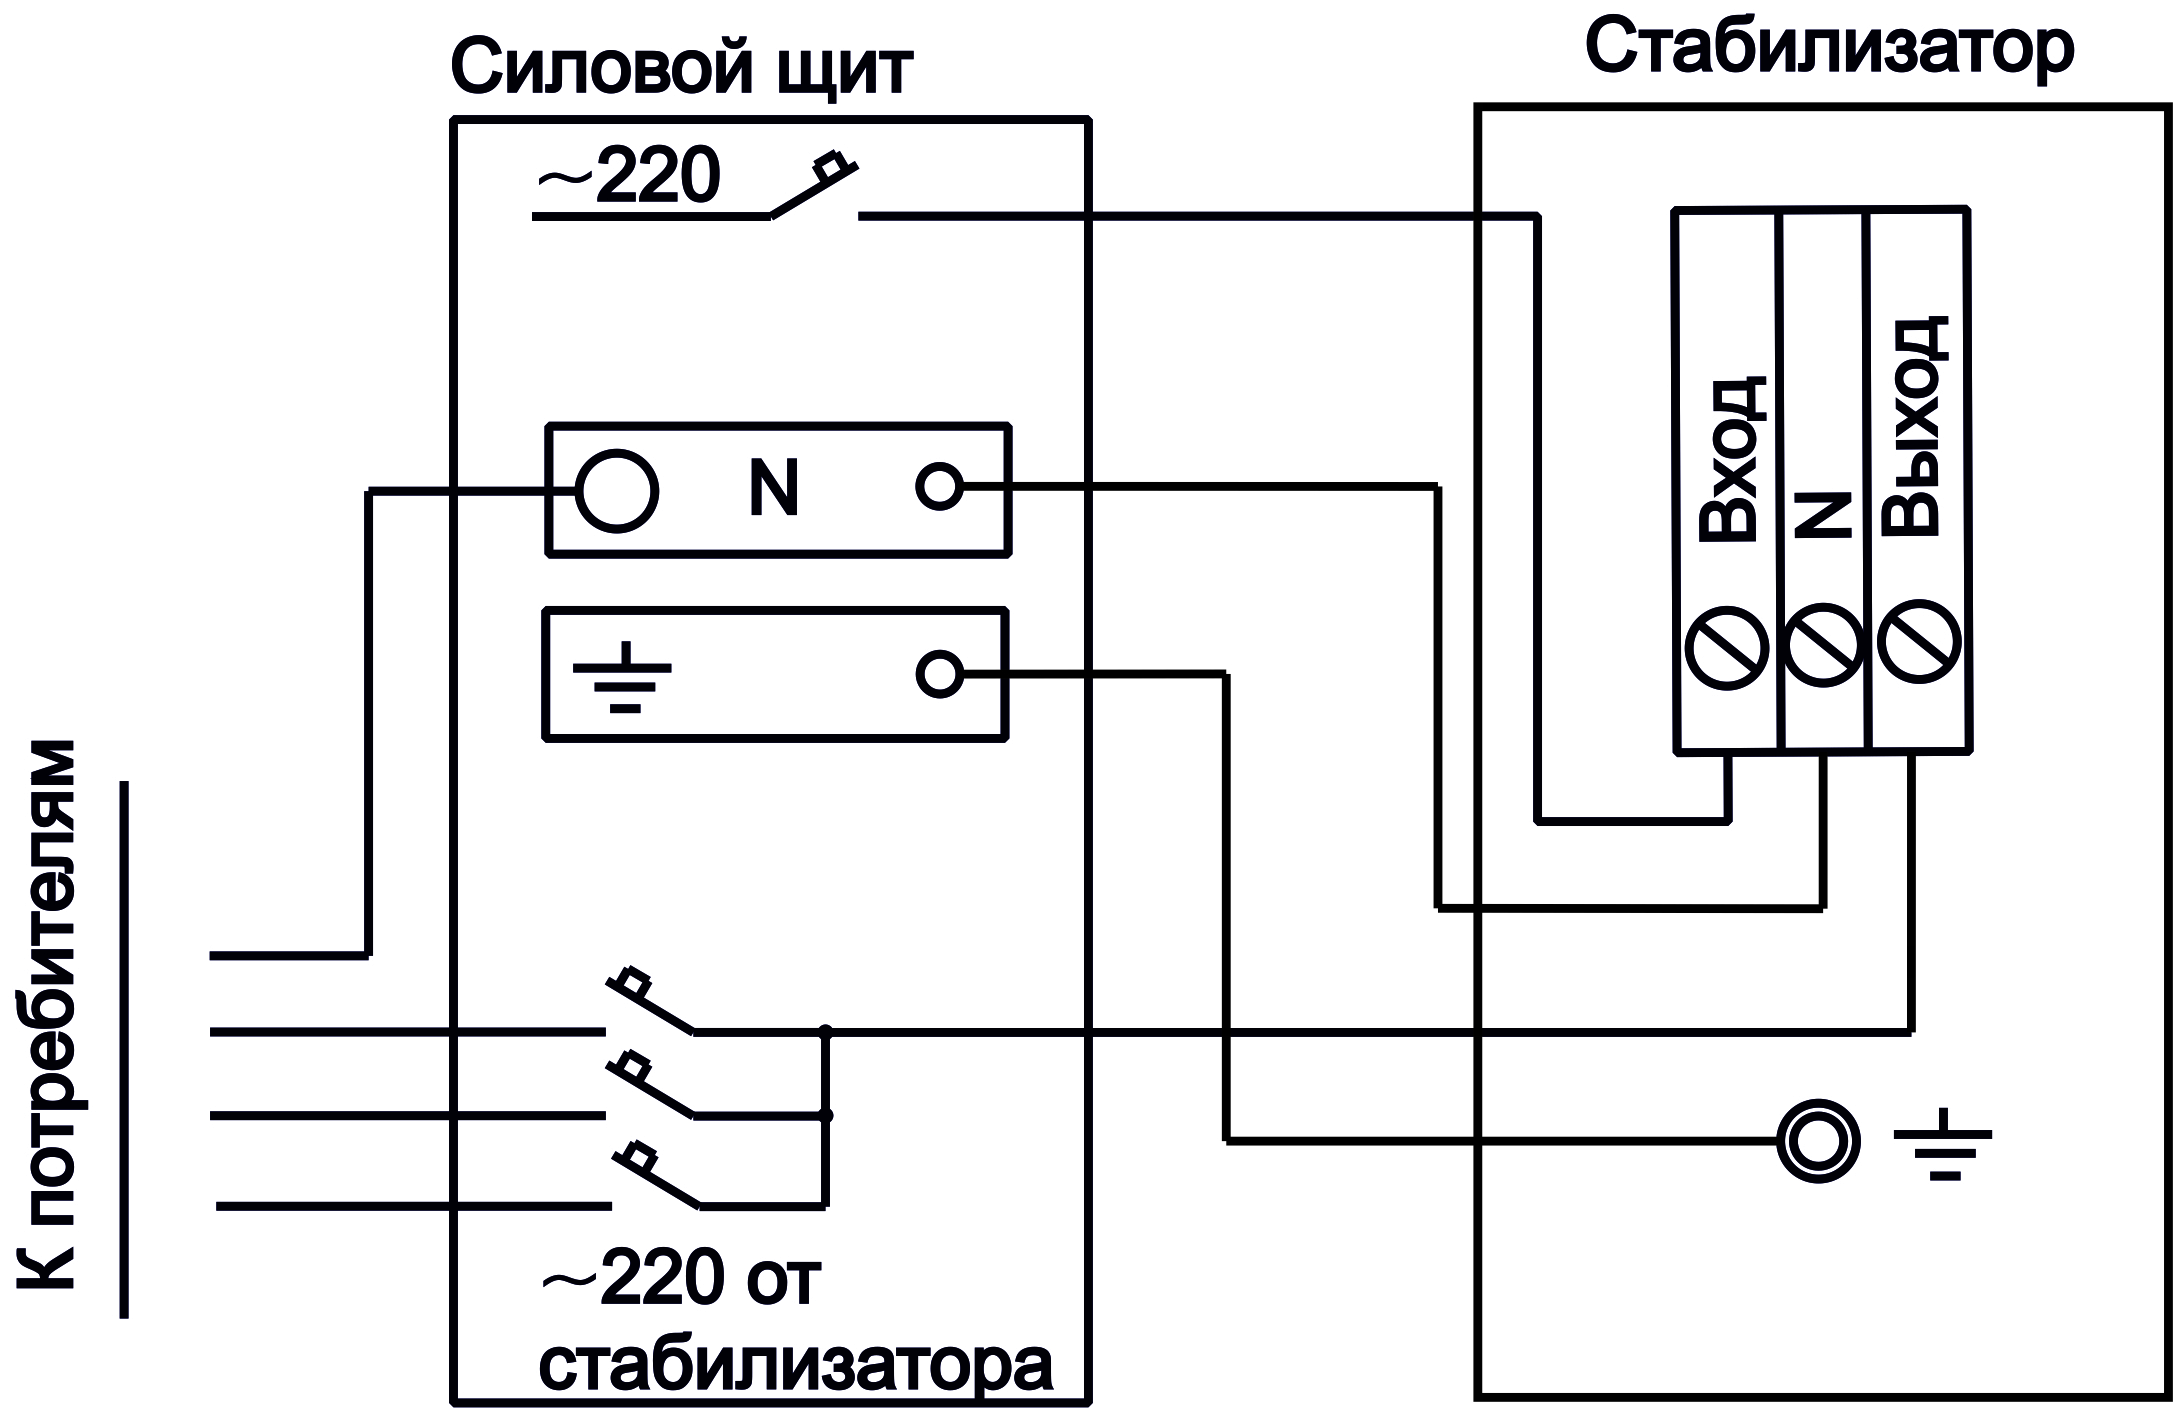 Силовой щит
Стабилизатор
~220
N
Вход
N
Выход
К потребителям
~220 от
стабилизатора